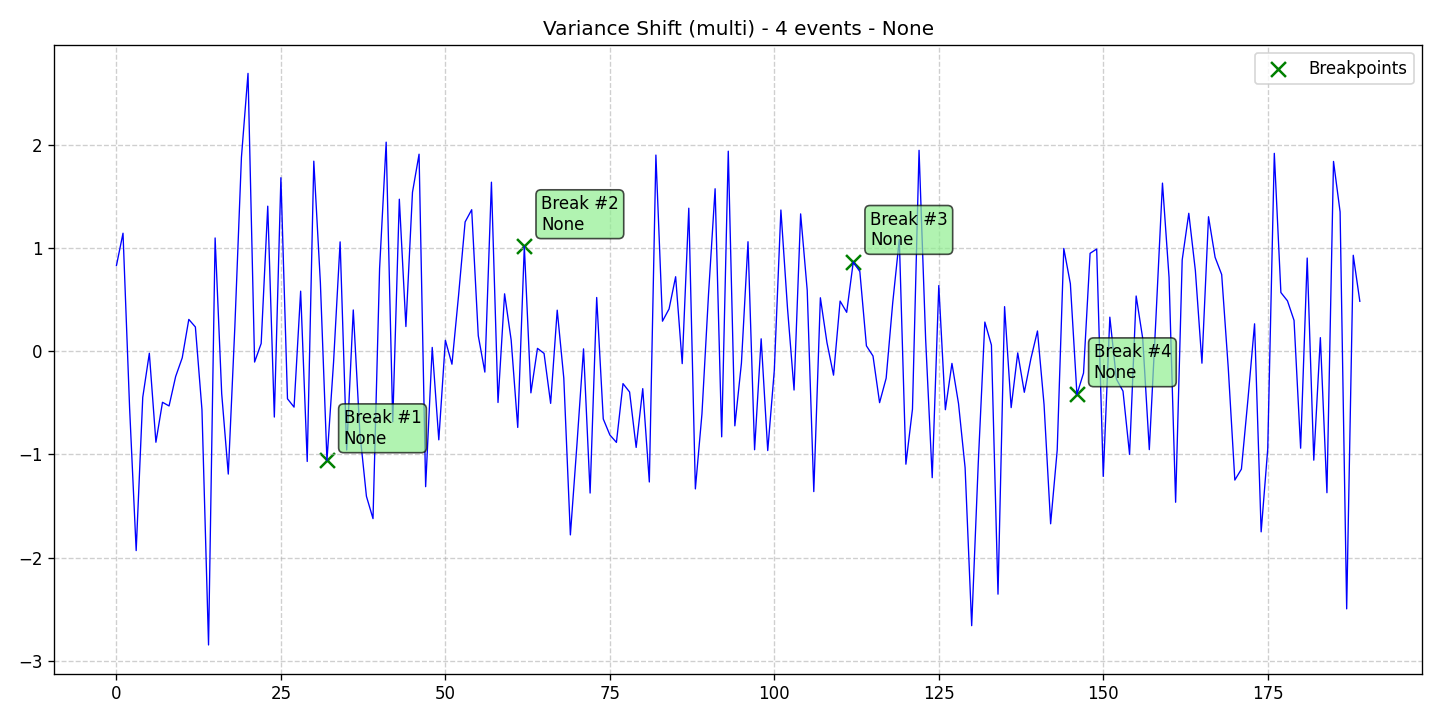 Variance Shift (multi) - 4 events - None
Breakpoints
2
1
0
−1
−2
−3
Break #2
None
Break #3
None
Break #4
None
Break #1
None
0
25
50
75
100
125
150
175